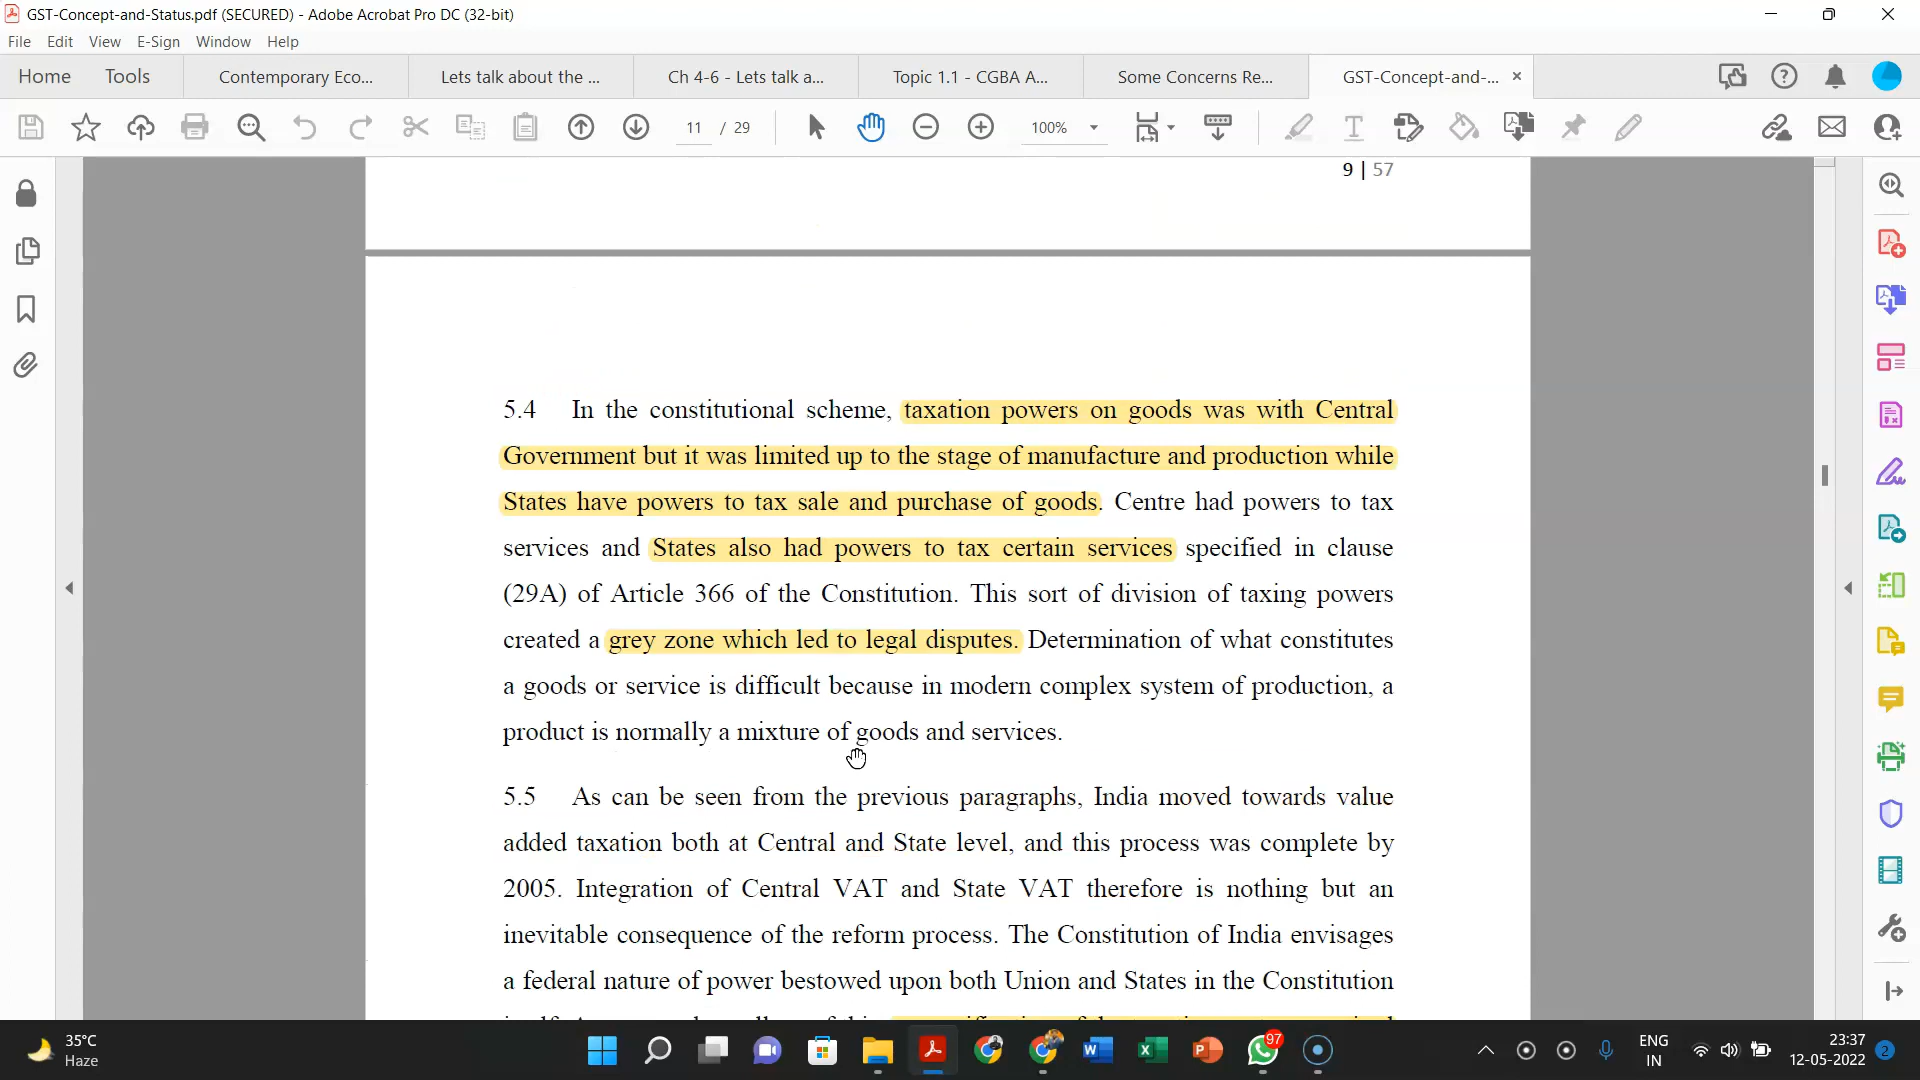 GST-Concept-and-Status.pdf (SECURED) - Adobe Acrobat Pro DC (32-bit)
File Edit View E-Sign Window Help
Home Tools Contemporary Eco... Lets talk about the ... Ch 4-6 - Lets talk a... Topic 1.1 - CGBA A... Some Concerns Re... GST-Concept-and-...
11 / 29 100%
9 | 57
5.4 In the constitutional scheme, taxation powers on goods was with Central
Government but it was limited up to the stage of manufacture and production while
States have powers to tax sale and purchase of goods. Centre had powers to tax
services and States also had powers to tax certain services specified in clause
(29A) of Article 366 of the Constitution. This sort of division of taxing powers
created a grey zone which led to legal disputes. Determination of what constitutes
a goods or service is difficult because in modern complex system of production, a
product is normally a mixture of goods and services.
5.5 As can be seen from the previous paragraphs, India moved towards value
added taxation both at Central and State level, and this process was complete by
2005. Integration of Central VAT and State VAT therefore is nothing but an
inevitable consequence of the reform process. The Constitution of India envisages
a federal nature of power bestowed upon both Union and States in the Constitution
35°C
Haze
97
ENG
IN
23:37
12-05-2022
2